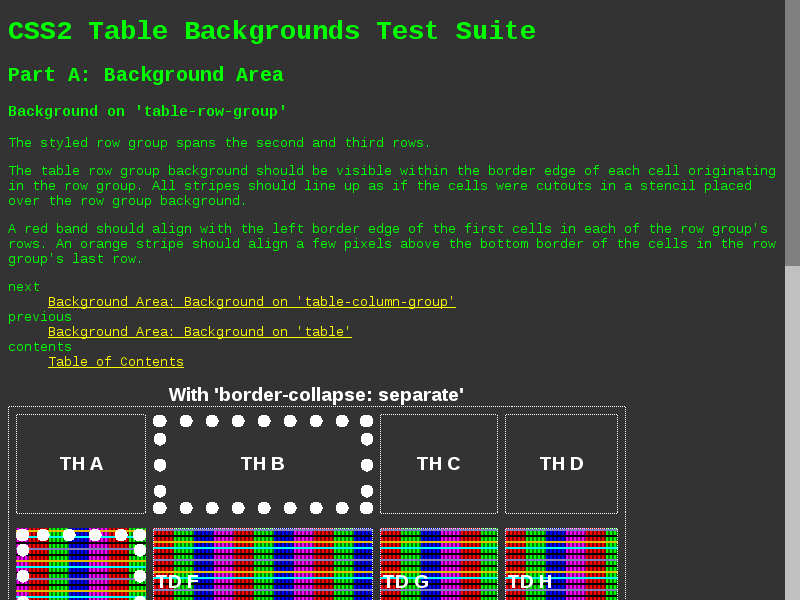 CSS2 Table Backgrounds Test Suite
Part A: Background Area
Background on 'table-row-group'
The styled row group spans the second and third rows.
The table row group background should be visible within the border edge of each cell originating
in the row group. All stripes should line up as if the cells were cutouts in a stencil placed
over the row group background.
A red band should align with the left border edge of the first cells in each of the row group's
rows. An orange stripe should align a few pixels above the bottom border of the cells in the row
group's last row.
next
Background Area: Background on 'table-column-group'
previous
Background Area: Background on 'table'
contents
Table of Contents
With 'border-collapse: separate'
TH A TH B TH C TH D
TD F TD G TD H